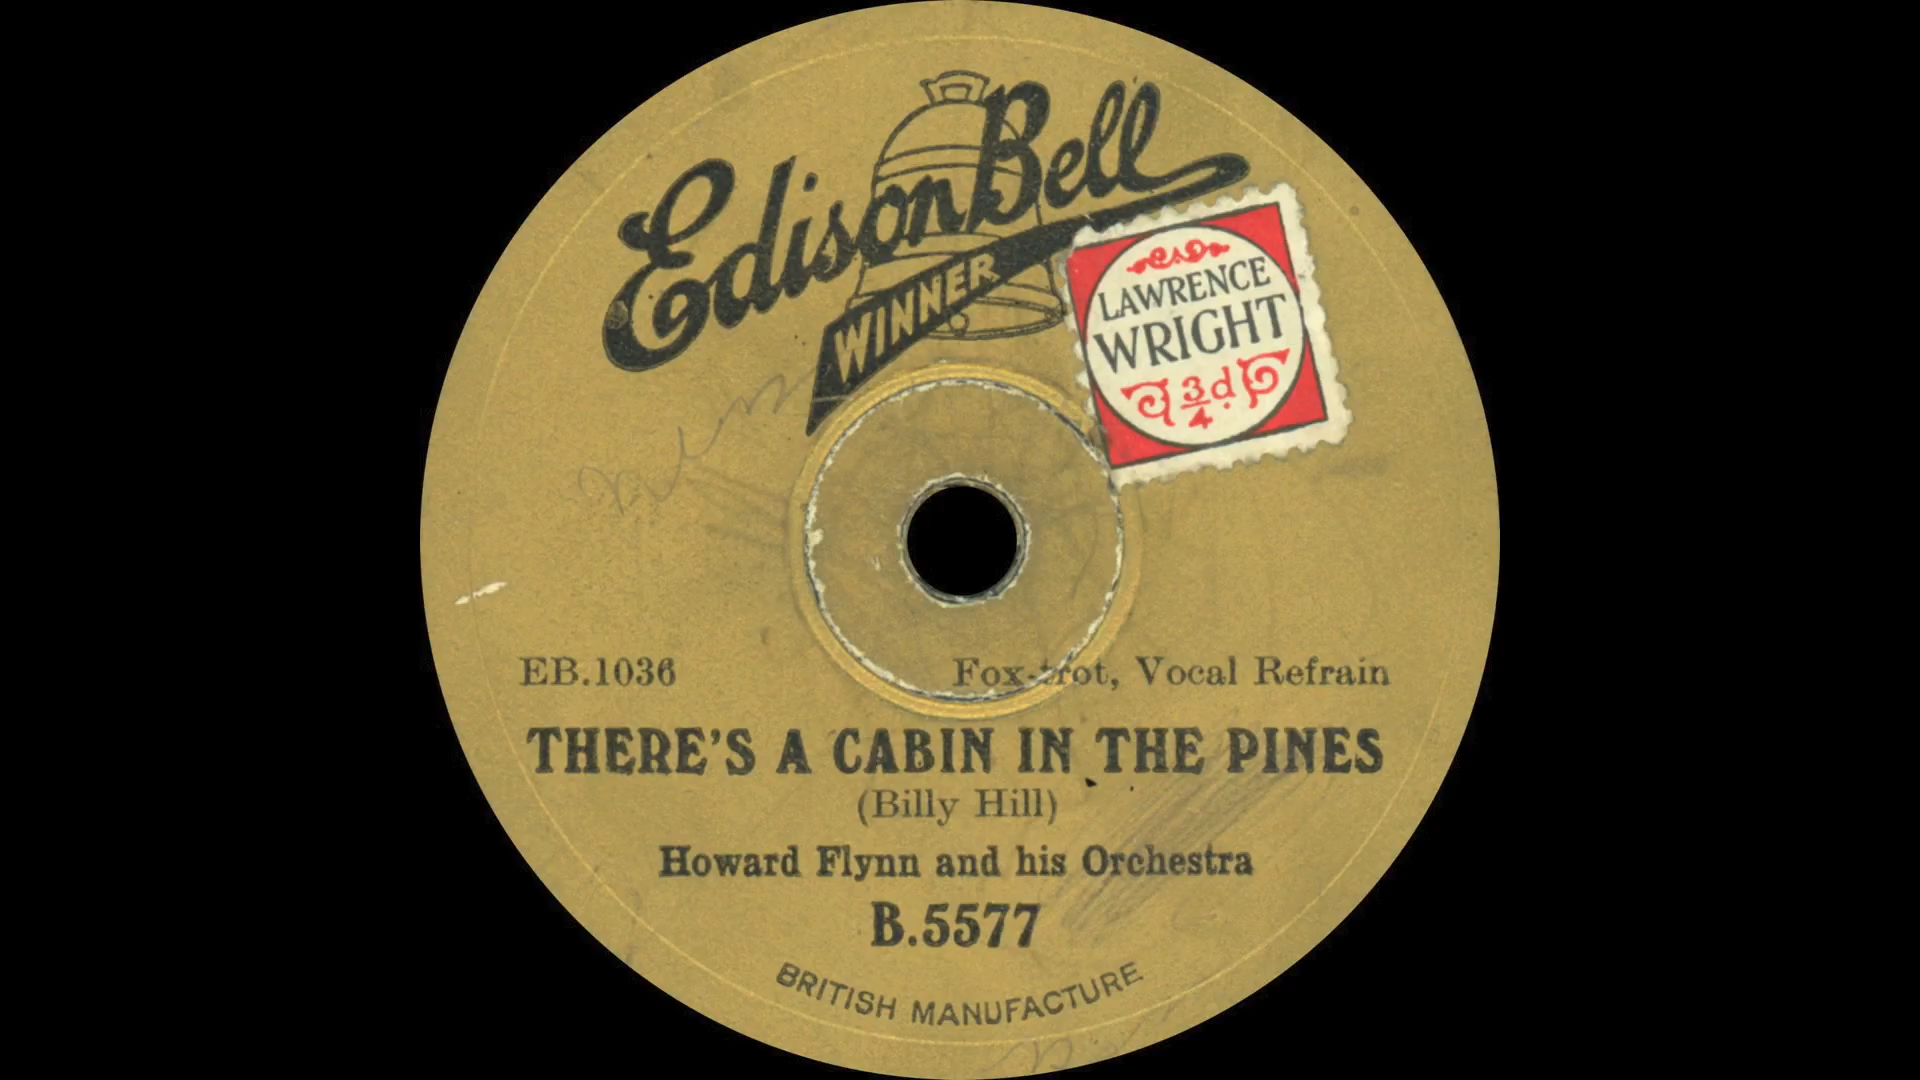 Edison Bell
WINNER
LAWRENCE
WRIGHT
3/4 d.
EB.1036
Fox-trot, Vocal Refrain
THERE'S A CABIN IN THE PINES
(Billy Hill)
Howard Flynn and his Orchestra
B.5577
BRITISH MANUFACTURE